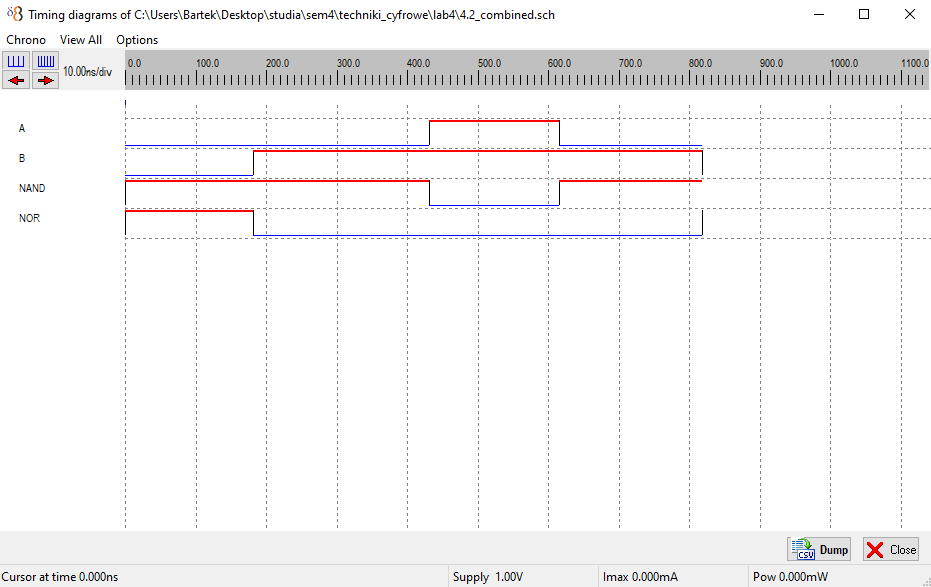 Timing diagrams of C:\Users\Bartek\Desktop\studia\sem4\techniki_cyfrowe\lab4\4.2_combined.sch
Chrono View All Options
10.00ns/div 0.0 100.0 200.0 300.0 400.0 500.0 600.0 700.0 800.0 900.0 1000.0 1100.0
A
B
NAND
NOR
CSV Dump Close
Cursor at time 0.000ns Supply 1.00V Imax 0.000mA Pow 0.000mW